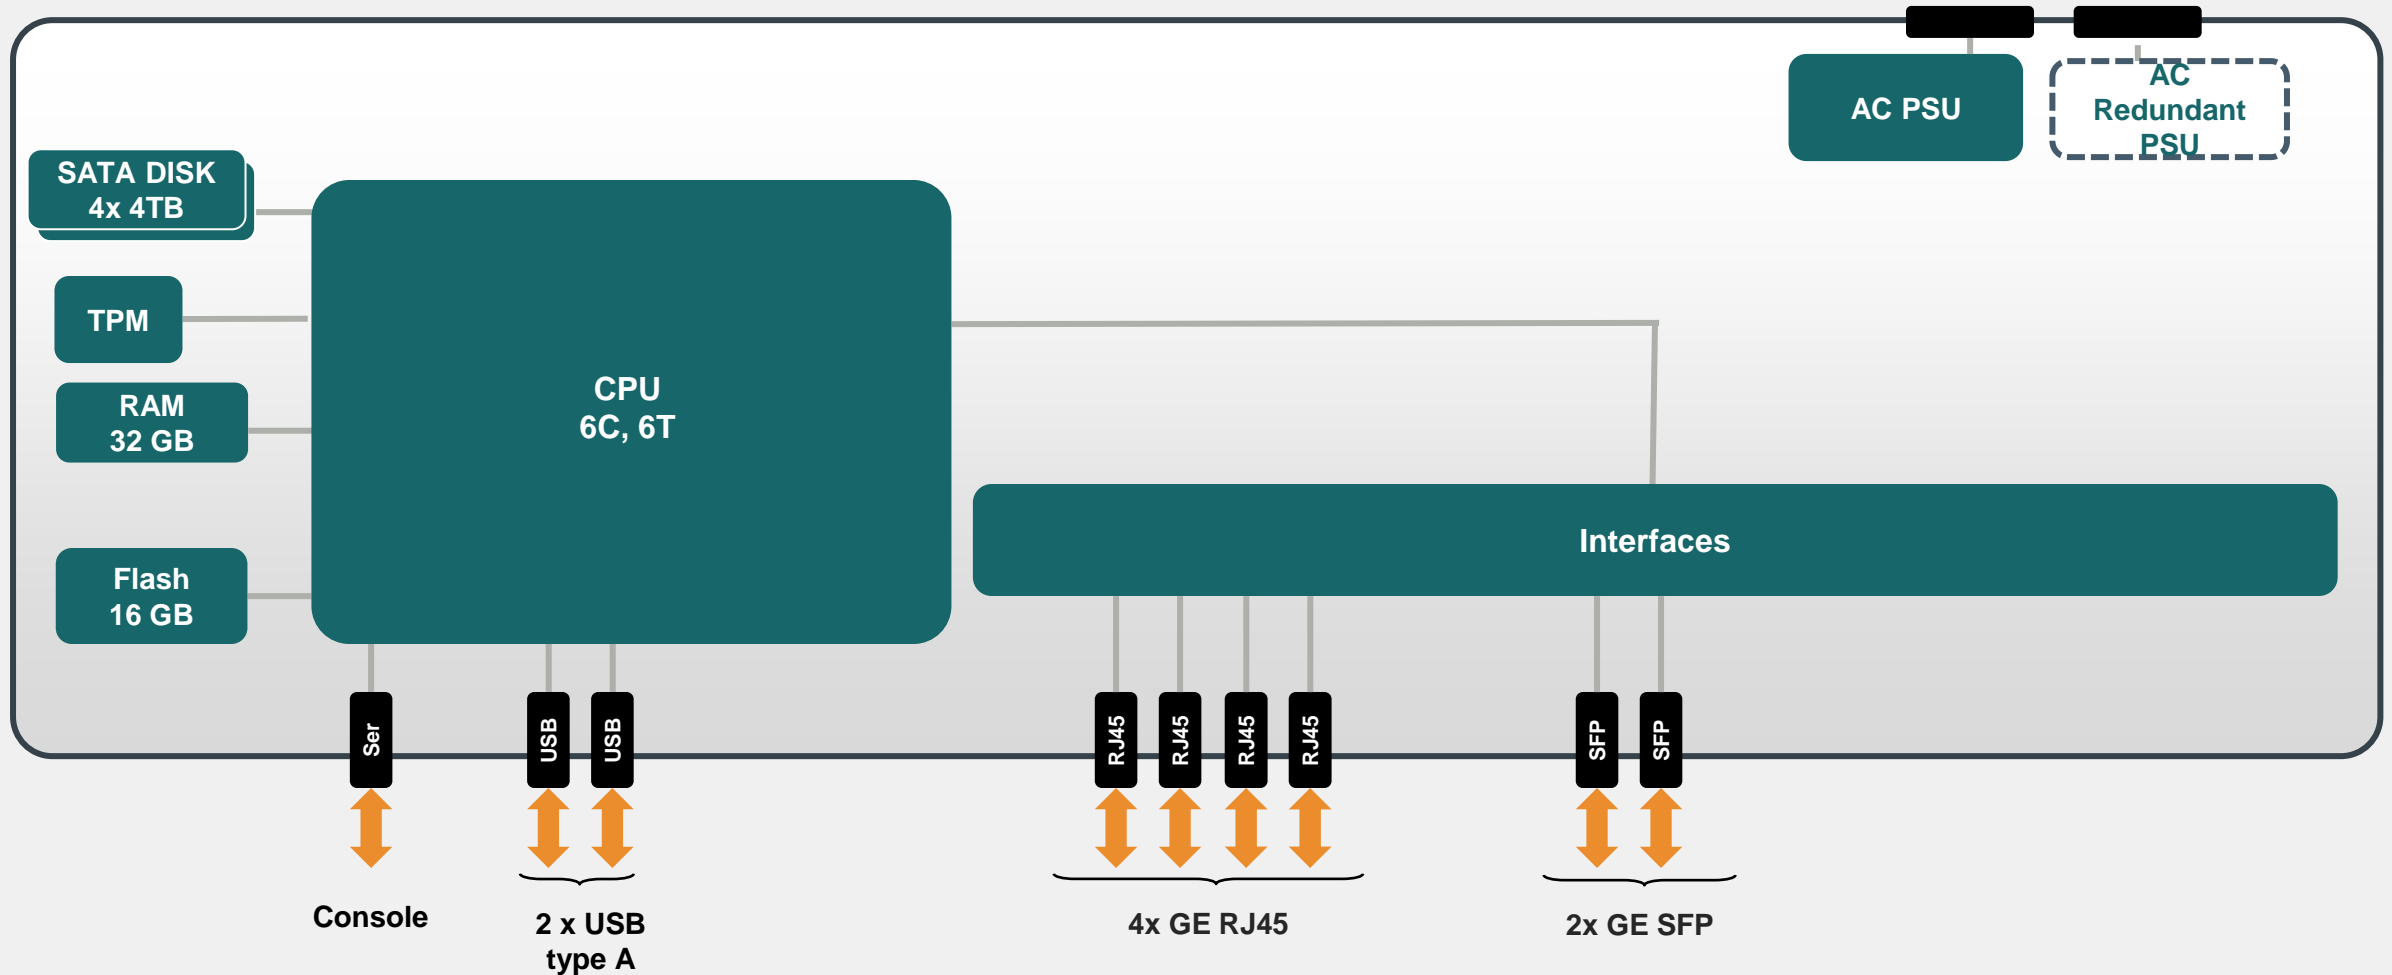 AC PSU
AC
Redundant
PSU
SATA DISK
4x 4TB
TPM
RAM
32 GB
Flash
16 GB
CPU
6C, 6T
Interfaces
Ser
USB
USB
RJ45
RJ45
RJ45
RJ45
SFP
SFP
Console
2 x USB
type A
4x GE RJ45
2x GE SFP